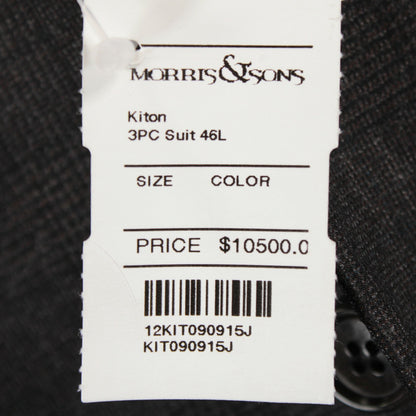 MORRIS&SONS
Kiton
3PC Suit 46L
SIZE COLOR
PRICE $10500.0
12KIT090915J
KIT090915J